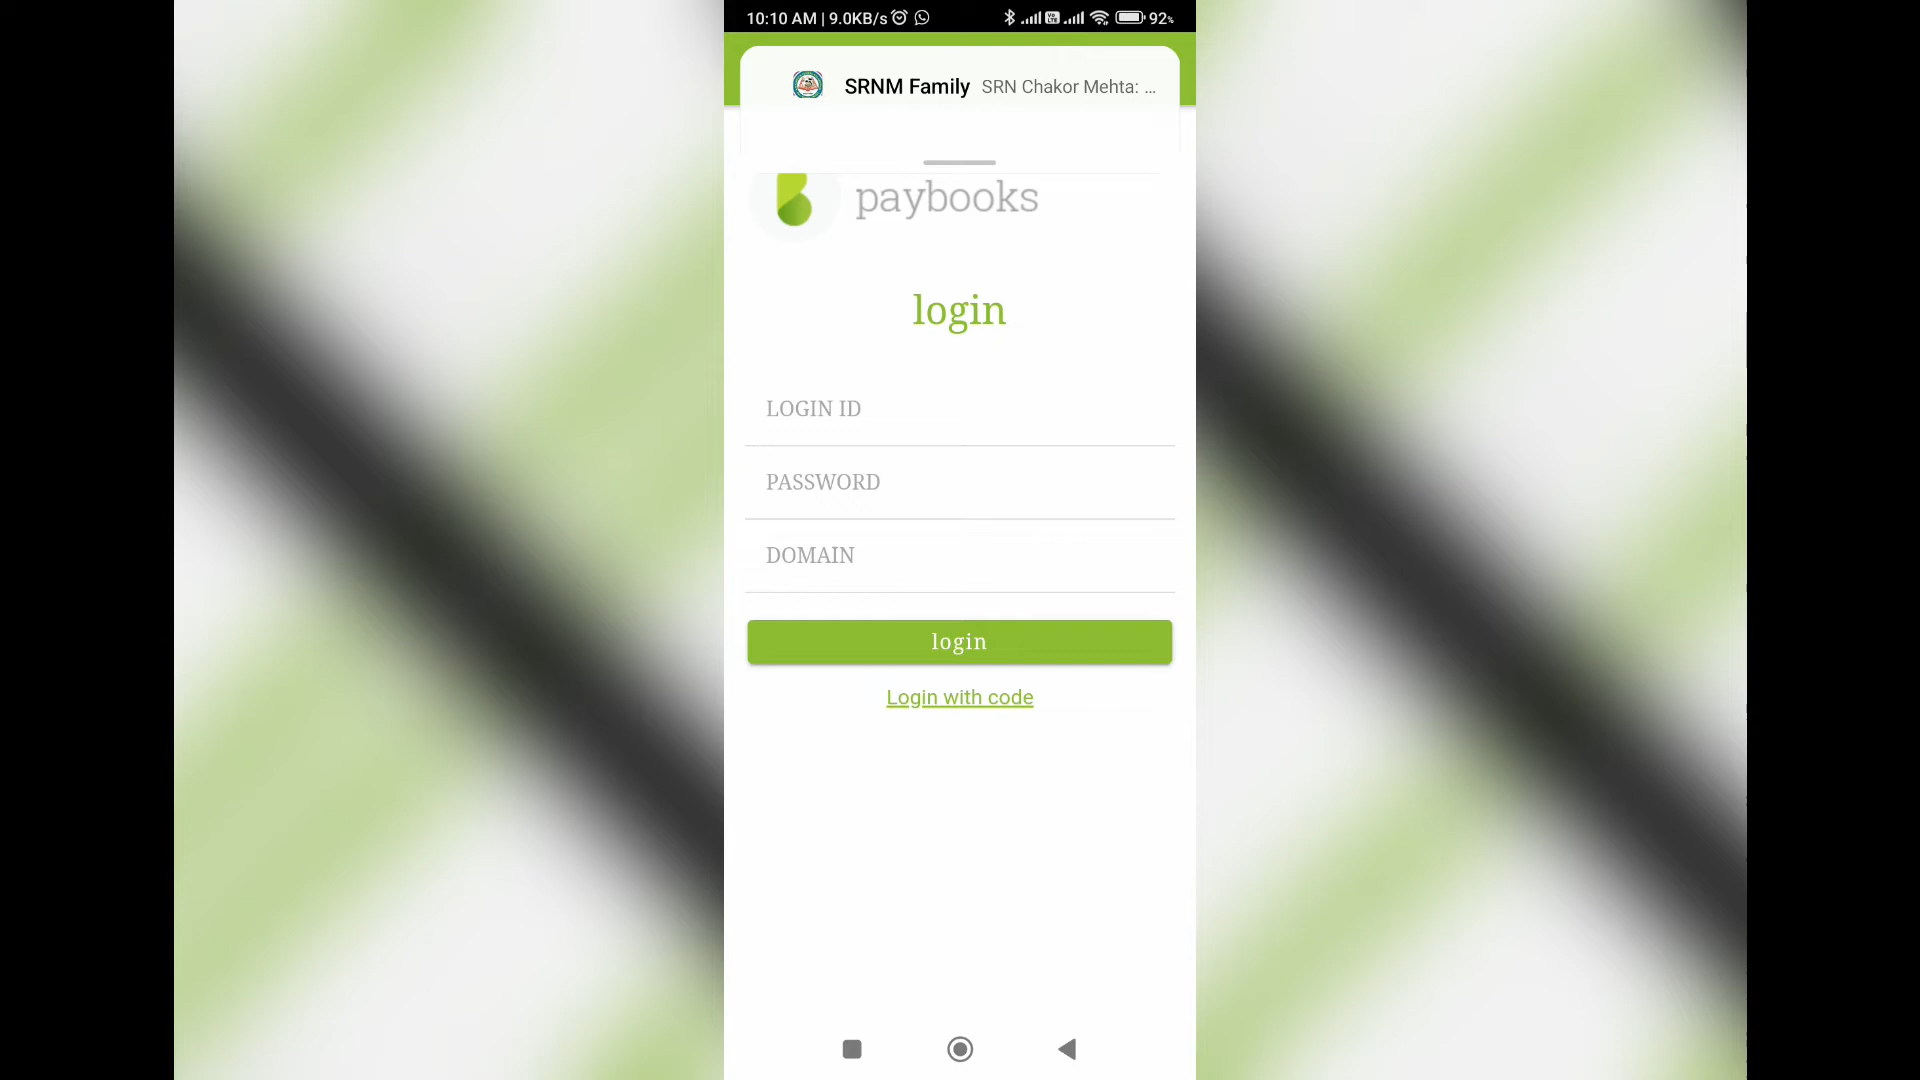 10:10 AM | 9.0KB/s 92%
SRNM Family SRN Chakor Mehta: ...
paybooks
login
LOGIN ID
PASSWORD
DOMAIN
login
Login with code